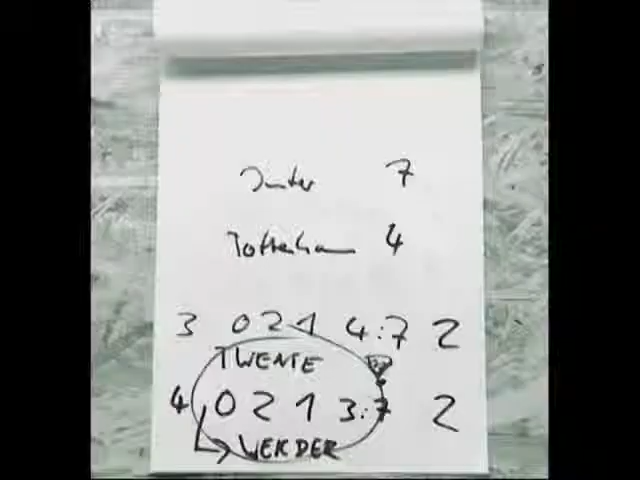 Inter 7
Tottenham 4
3 0 2 1 4:7 2
TWENTE
4 0 2 1 3:7 2
WERDER